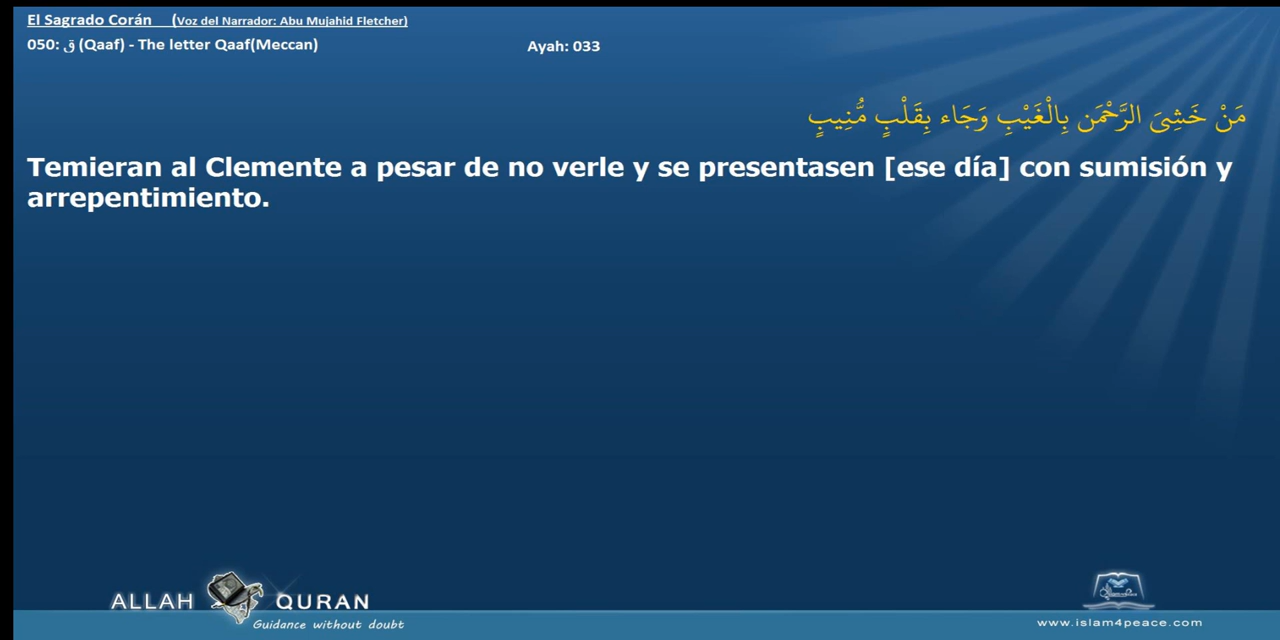 El Sagrado Corán (Voz del Narrador: Abu Mujahid Fletcher)
050: ق (Qaaf) - The letter Qaaf(Meccan) Ayah: 033
مَنْ خَشِىَ الرَّحْمَن بِالْغَيْبِ وَجَاء بِقَلْبٍ مُّنِيبٍ
Temieran al Clemente a pesar de no verle y se presentasen [ese día] con sumisión y
arrepentimiento.
ALLAH QURAN
Guidance without doubt
www.islam4peace.com